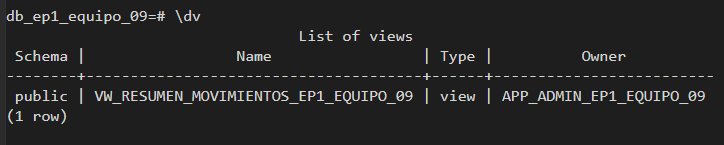 db_ep1_equipo_09=# \dv
List of views
Schema | Name | Type | Owner
--------+-------------------------------------+------+--------------------------
public | VW_RESUMEN_MOVIMIENTOS_EP1_EQUIPO_09 | view | APP_ADMIN_EP1_EQUIPO_09
(1 row)